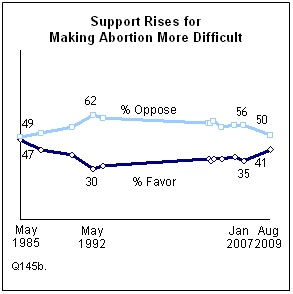 Support Rises for
Making Abortion More Difficult
62
% Oppose
56
50
49
47
41
35
30
% Favor
May
1985
May
1992
Jan
2007
Aug
2009
Q145b.